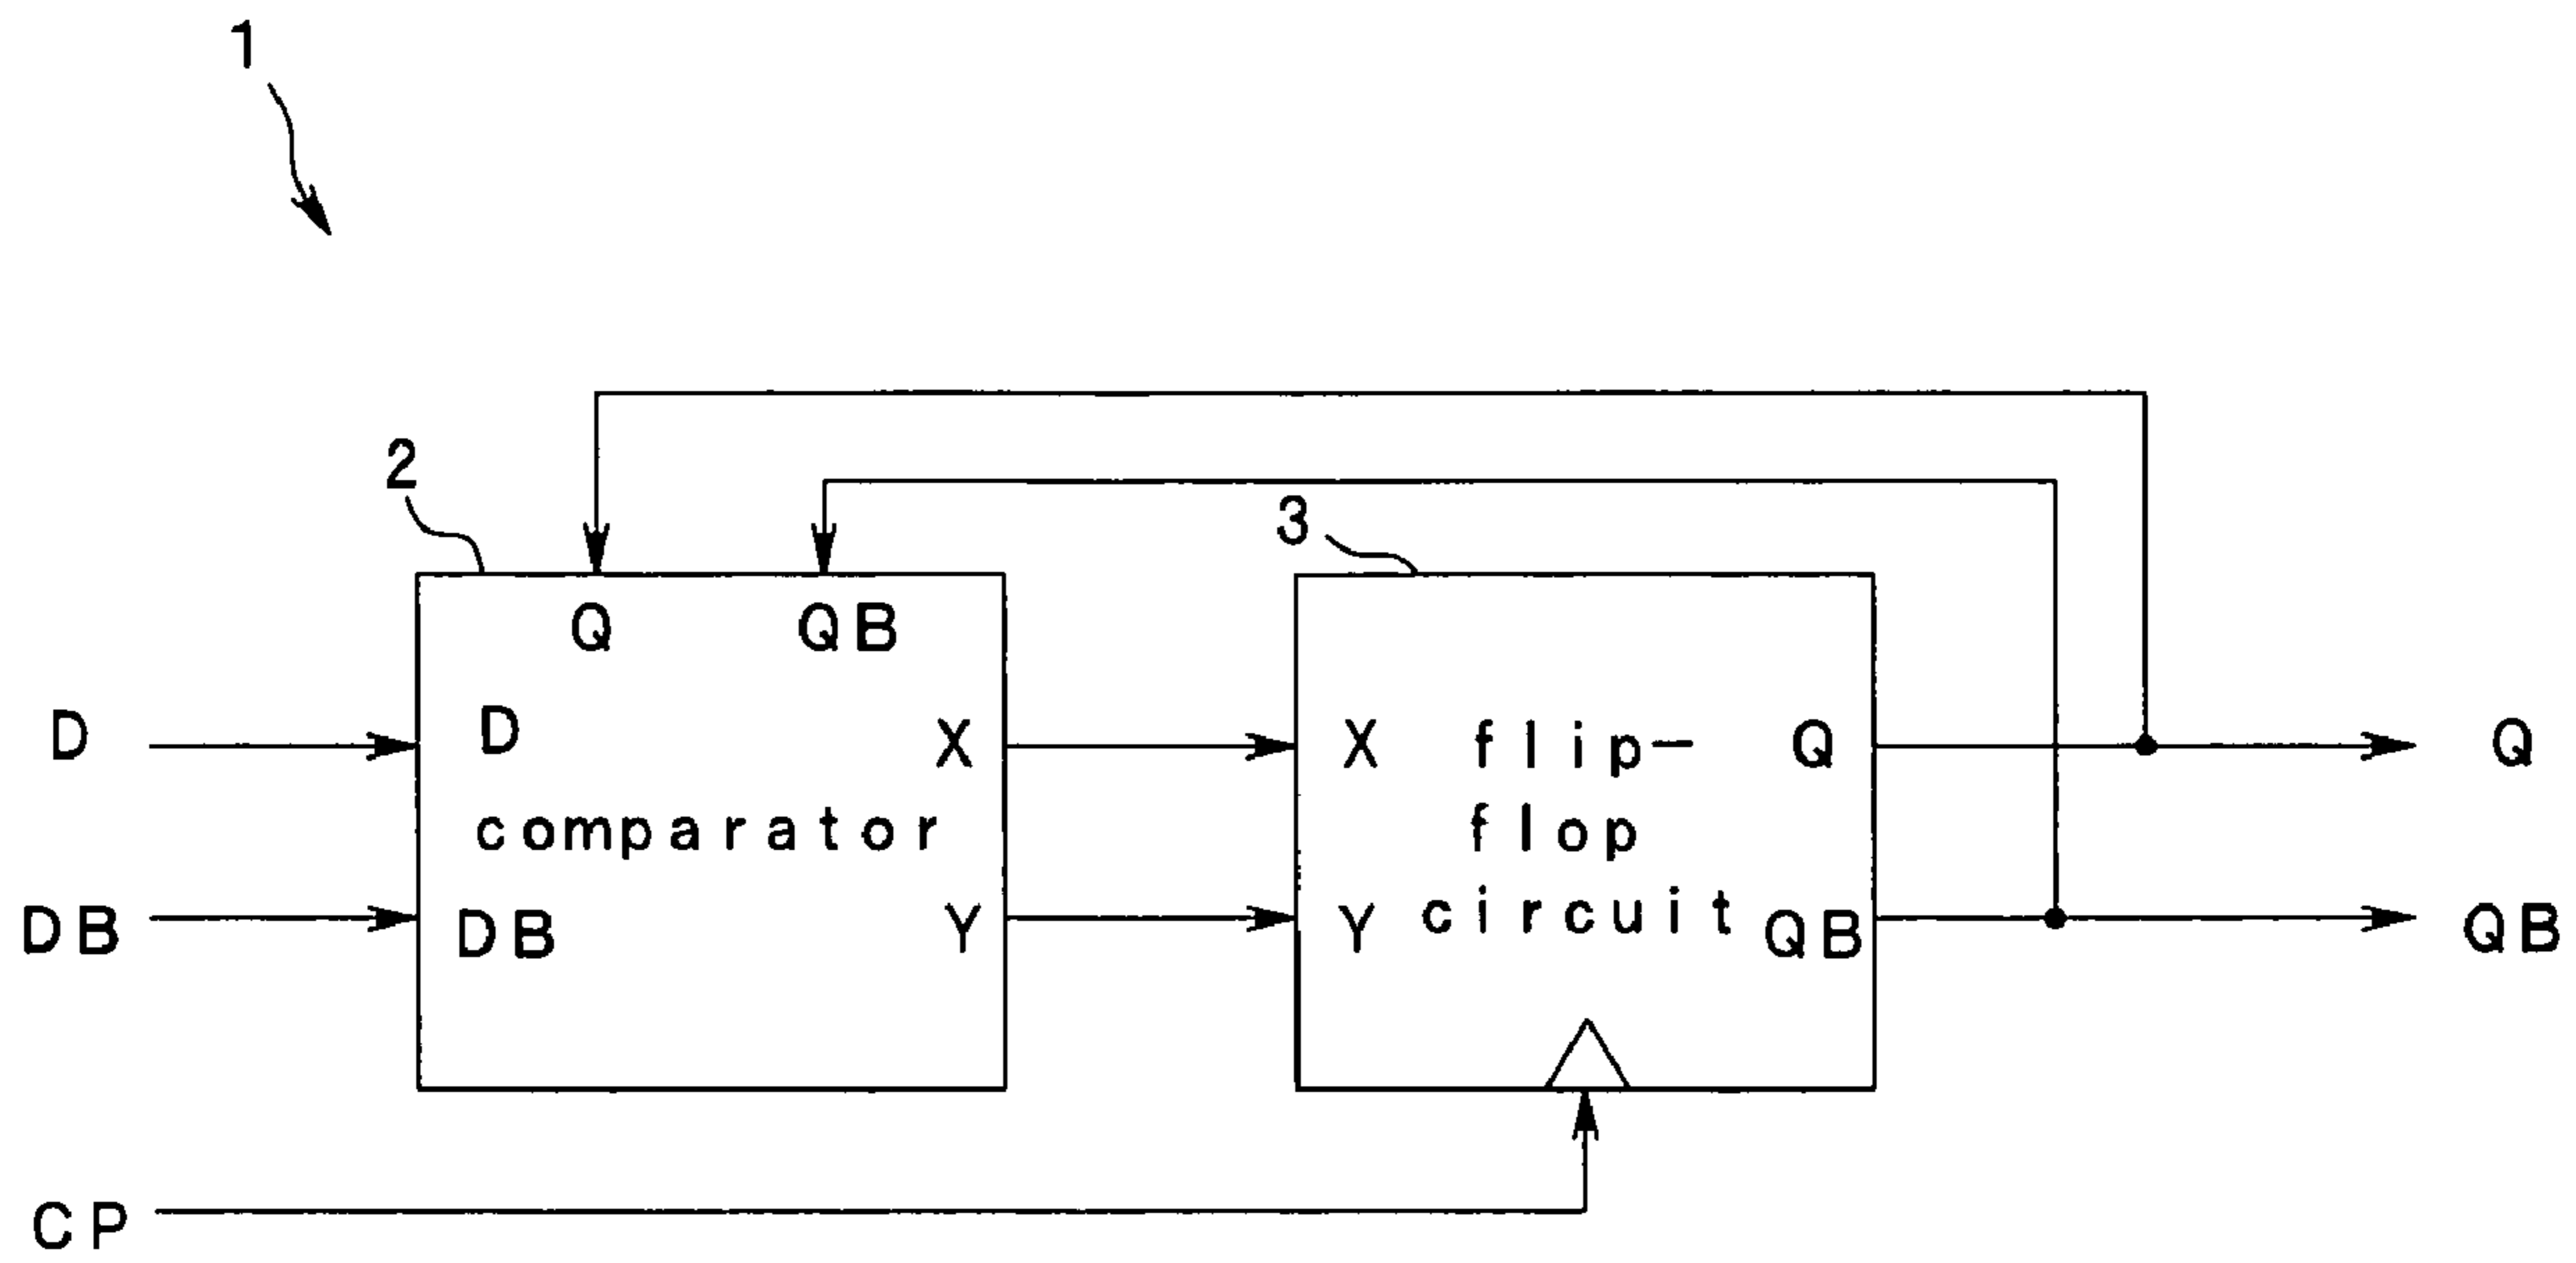 1
2
3
Q QB
D
D
X
X
flip-
Q
Q
comparator
flop
DB
DB
Y
Y
circuit
QB
QB
CP